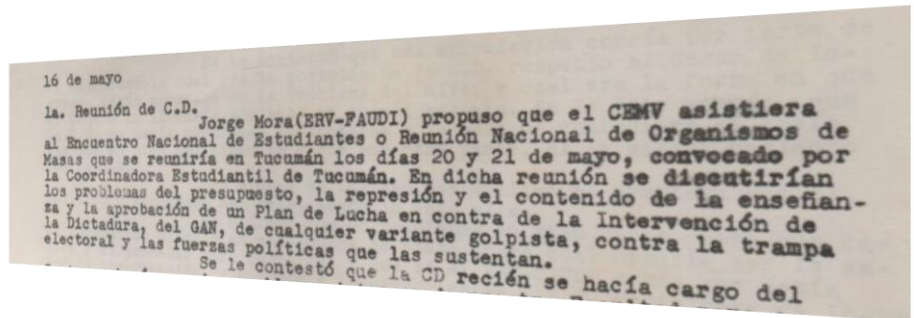 16 de mayo
1a. Reunión de C.D.
Jorge Mora(ERV-FAUDI) propuso que el CEMV asistiera
al Encuentro Nacional de Estudiantes o Reunión Nacional de Organismos de
Masas que se reuniría en Tucumán los días 20 y 21 de mayo, convocado por
la Coordinadora Estudiantil de Tucumán. En dicha reunión se discutirían
los problemas del presupuesto, la represión y el contenido de la enseñan-
za y la aprobación de un Plan de Lucha en contra de la Intervención de
la Dictadura, del GAN, de cualquier variante golpista, contra la trampa
electoral y las fuerzas políticas que las sustentan.
Se le contestó que la CD recién se hacía cargo del